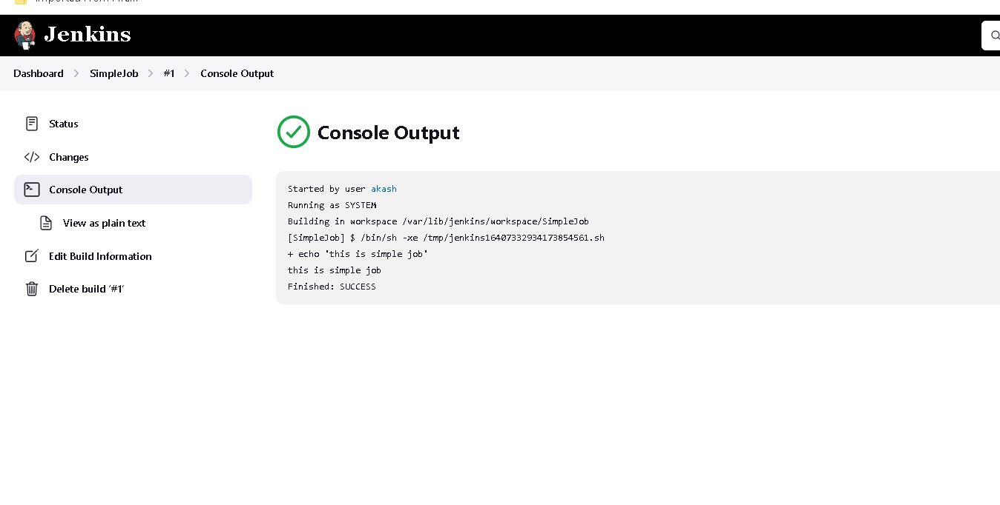 Imported From
Jenkins
Dashboard
SimpleJob
#1
Console Output
Status
Changes
Console Output
View as plain text
Edit Build Information
Delete build ‘#1’
Console Output
Started by user akash
Running as SYSTEM
Building in workspace /var/lib/jenkins/workspace/SimpleJob
[SimpleJob] $ /bin/sh -xe /tmp/jenkins16407332934173854561.sh
+ echo 'this is simple job'
this is simple job
Finished: SUCCESS